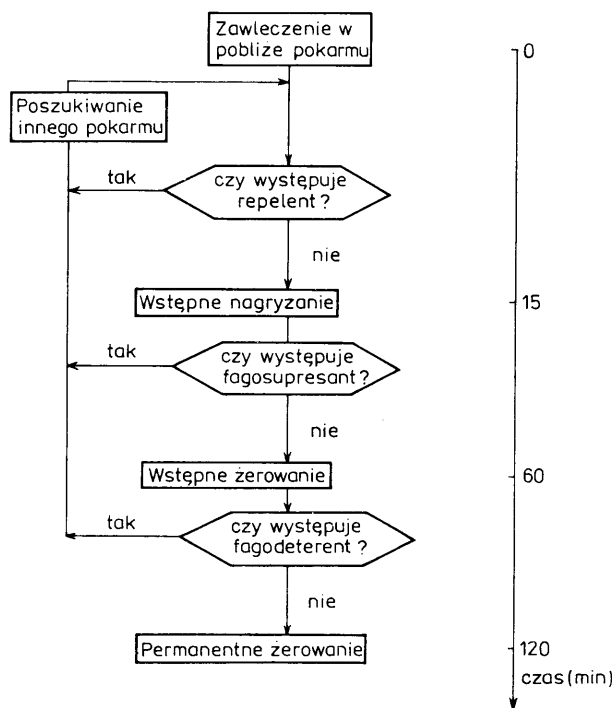 Zawleczenie w
pobliże pokarmu
0
Poszukiwanie
innego pokarmu
tak
czy występuje
repelent?
nie
Wstępne nagryzanie
15
tak
czy występuje
fagosupresant?
nie
Wstępne żerowanie
60
tak
czy występuje
fagodeterent?
nie
Permanentne żerowanie
120
czas (min)